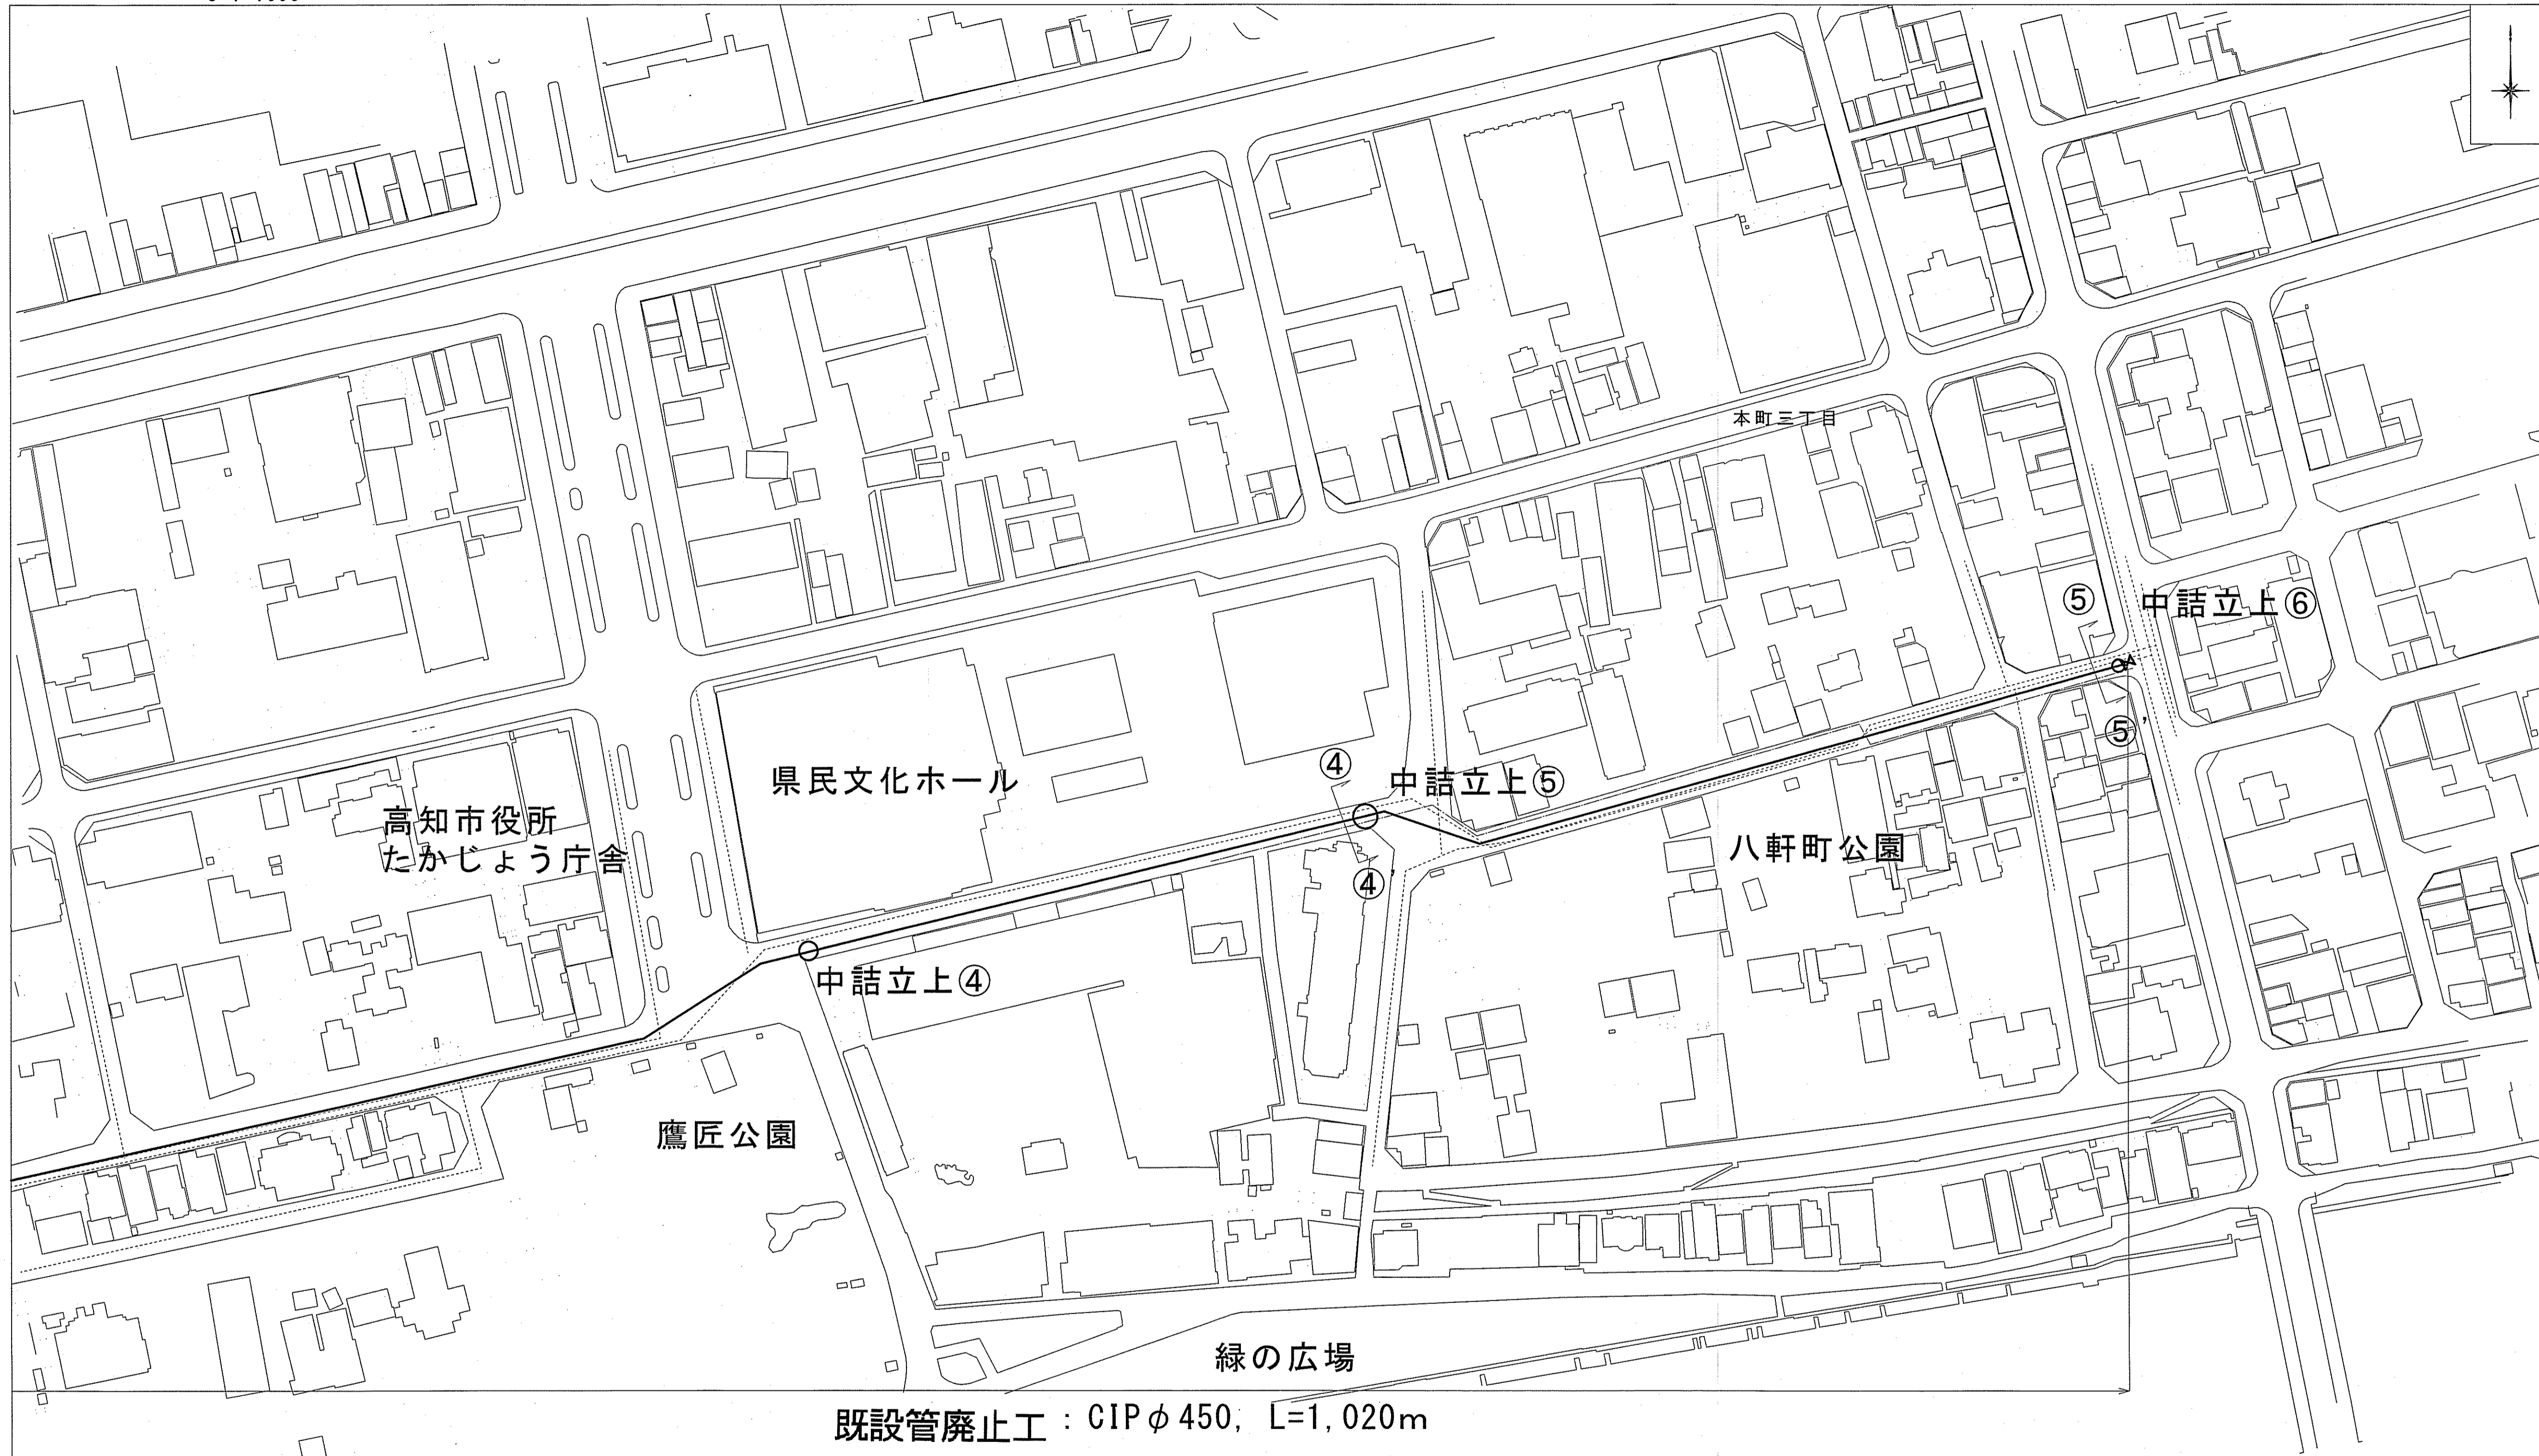 本町三丁目
⑤
中詰立上⑥
⑤'
④
中詰立上⑤
県民文化ホール
高知市役所
たかじょう庁舎
八軒町公園
④'
中詰立上④
鷹匠公園
緑の広場
既設管廃止工：CIPφ450, L=1,020m